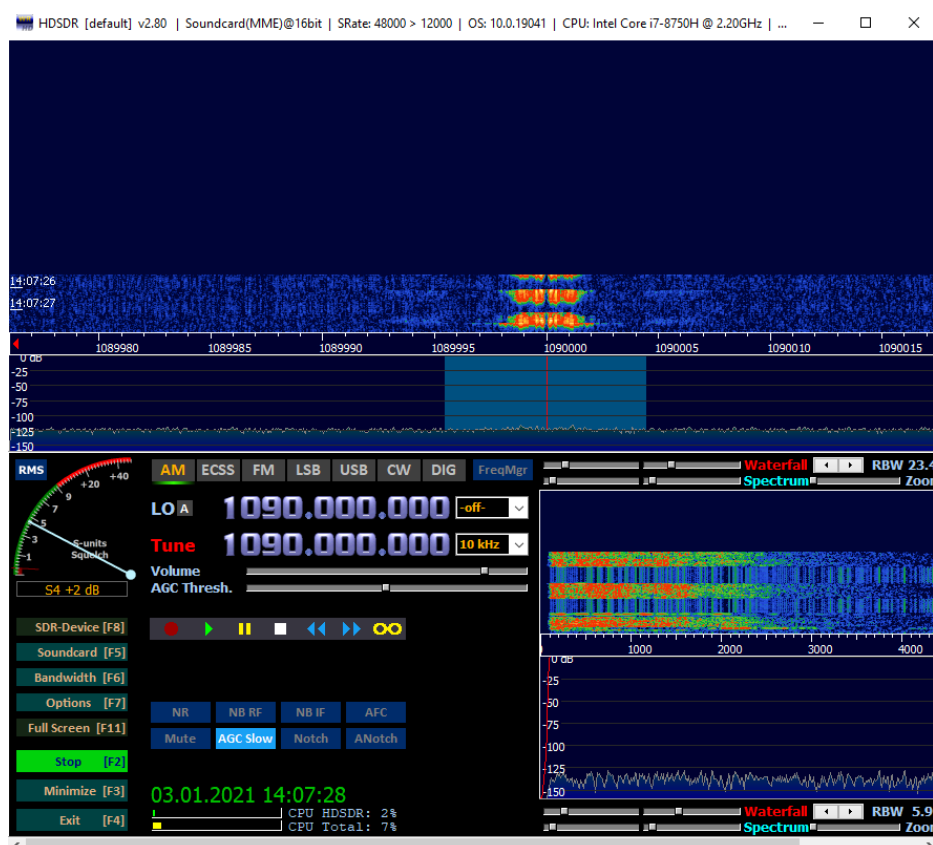 HDSDR [default] v2.80 | Soundcard(MME)@16bit | SRate: 48000 > 12000 | OS: 10.0.19041 | CPU: Intel Core i7-8750H @ 2.20GHz | ...
14:07:26
14:07:27
1089980 1089985 1089990 1089995 1090000 1090005 1090010 1090015
0 dB
-25
-50
-75
-100
-125
-150
RMS
+40
+20
9
7
5
3
1
S-units
Squelch
S4 +2 dB
AM ECSS FM LSB USB CW DIG FreqMgr
LO A 1090.000.000 -off-
Tune 1090.000.000 10 kHz
Volume
AGC Thresh.
Waterfall RBW 23.4
Spectrum Zoo
SDR-Device [F8]
Soundcard [F5]
Bandwidth [F6]
Options [F7]
Full Screen [F11]
Stop [F2]
Minimize [F3]
Exit [F4]
NR NB RF NB IF AFC
Mute AGC Slow Notch ANotch
03.01.2021 14:07:28
CPU HDSDR: 2%
CPU Total: 7%
1000 2000 3000 4000
0 dB
-25
-50
-75
-100
-125
-150
Waterfall RBW 5.9
Spectrum Zoo